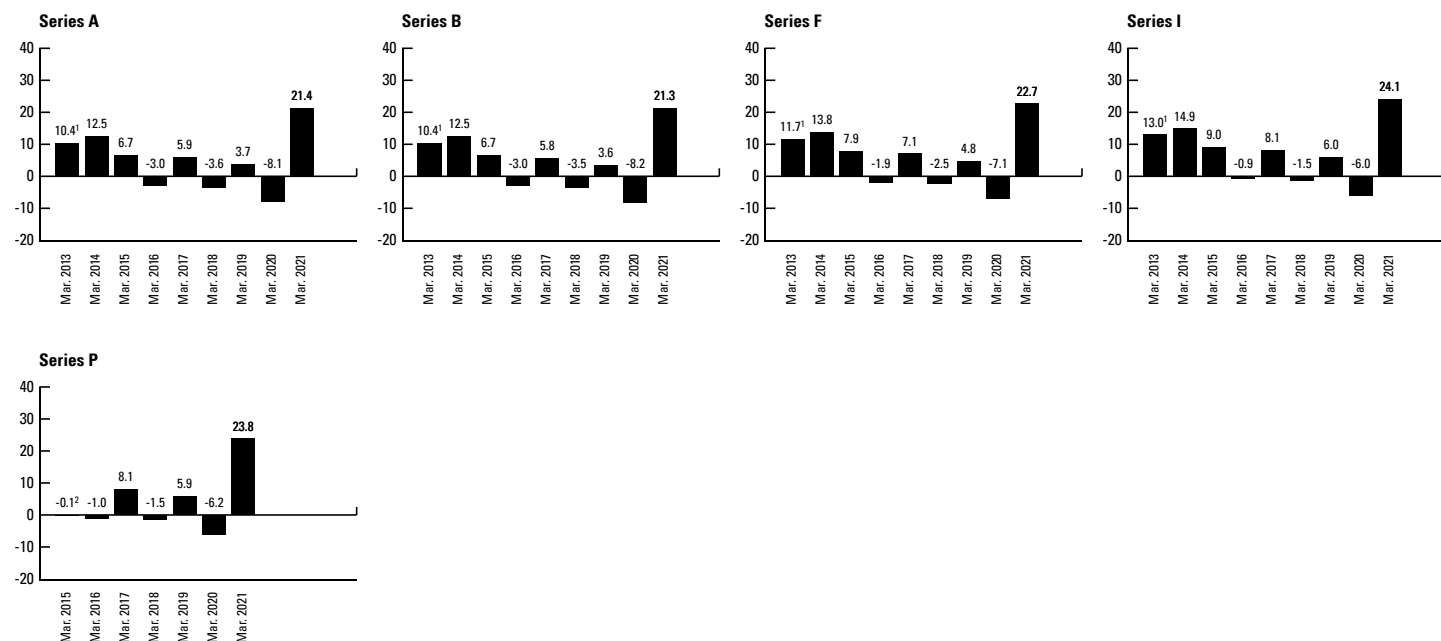 Series A
40
30
20
10
0
-10
-20
10.4¹
12.5
6.7
-3.0
5.9
-3.6
3.7
-8.1
21.4
Mar. 2013
Mar. 2014
Mar. 2015
Mar. 2016
Mar. 2017
Mar. 2018
Mar. 2019
Mar. 2020
Mar. 2021
Series B
40
30
20
10
0
-10
-20
10.4¹
12.5
6.7
-3.0
5.8
-3.5
3.6
-8.2
21.3
Mar. 2013
Mar. 2014
Mar. 2015
Mar. 2016
Mar. 2017
Mar. 2018
Mar. 2019
Mar. 2020
Mar. 2021
Series F
40
30
20
10
0
-10
-20
11.7¹
13.8
7.9
-1.9
7.1
-2.5
4.8
-7.1
22.7
Mar. 2013
Mar. 2014
Mar. 2015
Mar. 2016
Mar. 2017
Mar. 2018
Mar. 2019
Mar. 2020
Mar. 2021
Series I
40
30
20
10
0
-10
-20
13.0¹
14.9
9.0
-0.9
8.1
-1.5
6.0
-6.0
24.1
Mar. 2013
Mar. 2014
Mar. 2015
Mar. 2016
Mar. 2017
Mar. 2018
Mar. 2019
Mar. 2020
Mar. 2021
Series P
40
30
20
10
0
-10
-20
-0.1²
-1.0
8.1
-1.5
5.9
-6.2
23.8
Mar. 2015
Mar. 2016
Mar. 2017
Mar. 2018
Mar. 2019
Mar. 2020
Mar. 2021